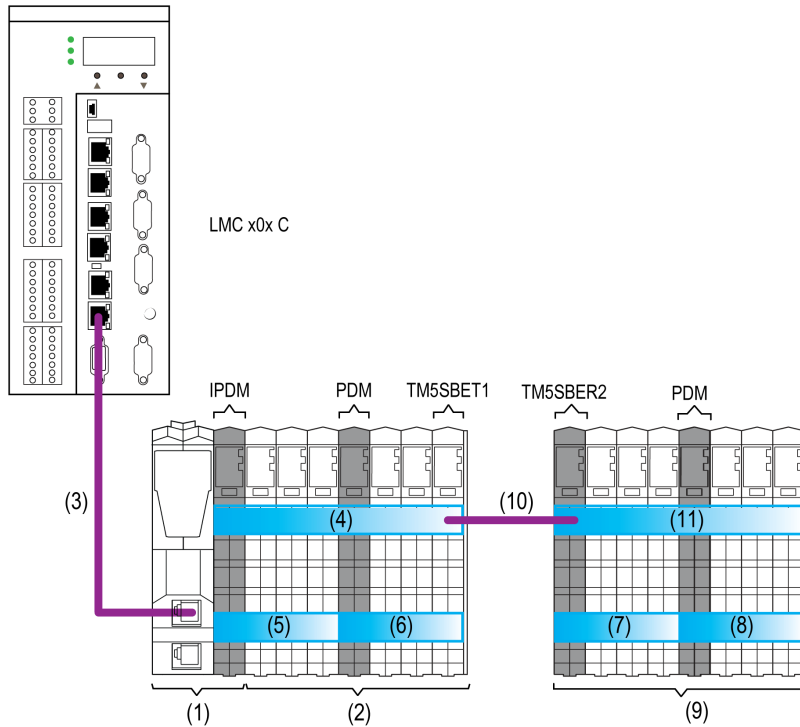 LMC x0x C
IPDM
PDM
TM5SBET1
TM5SBER2
PDM
(3)
(4)
(10)
(11)
(5)
(6)
(7)
(8)
(1)
(2)
(9)